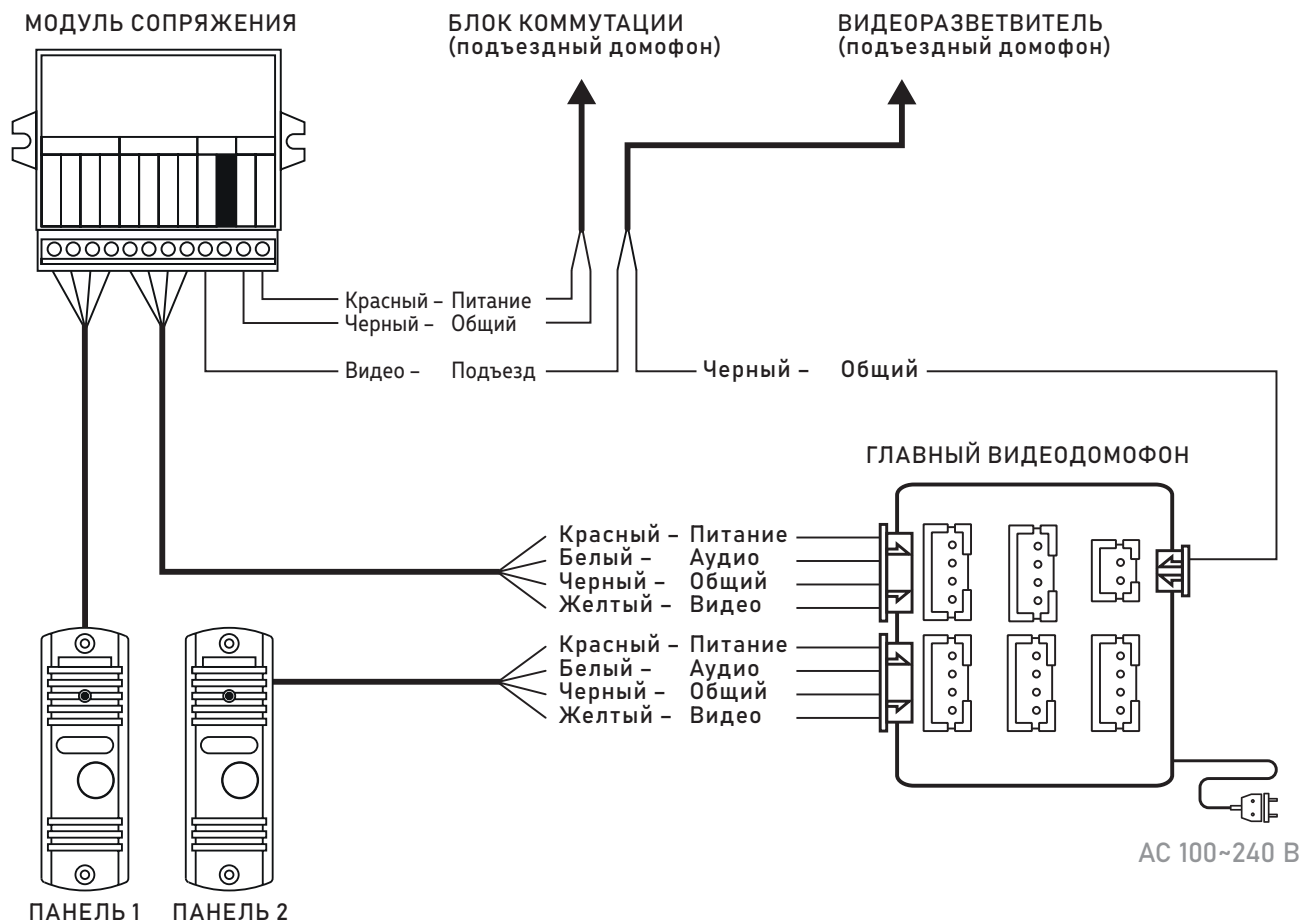 МОДУЛЬ СОПРЯЖЕНИЯ
БЛОК КОММУТАЦИИ
(подъездный домофон)
ВИДЕОРАЗВЕТВИТЕЛЬ
(подъездный домофон)
Красный – Питание
Черный – Общий
Видео – Подъезд
Черный – Общий
ГЛАВНЫЙ ВИДЕОДОМОФОН
Красный – Питание
Белый – Аудио
Черный – Общий
Желтый – Видео
Красный – Питание
Белый – Аудио
Черный – Общий
Желтый – Видео
AC 100~240 В
ПАНЕЛЬ 1
ПАНЕЛЬ 2